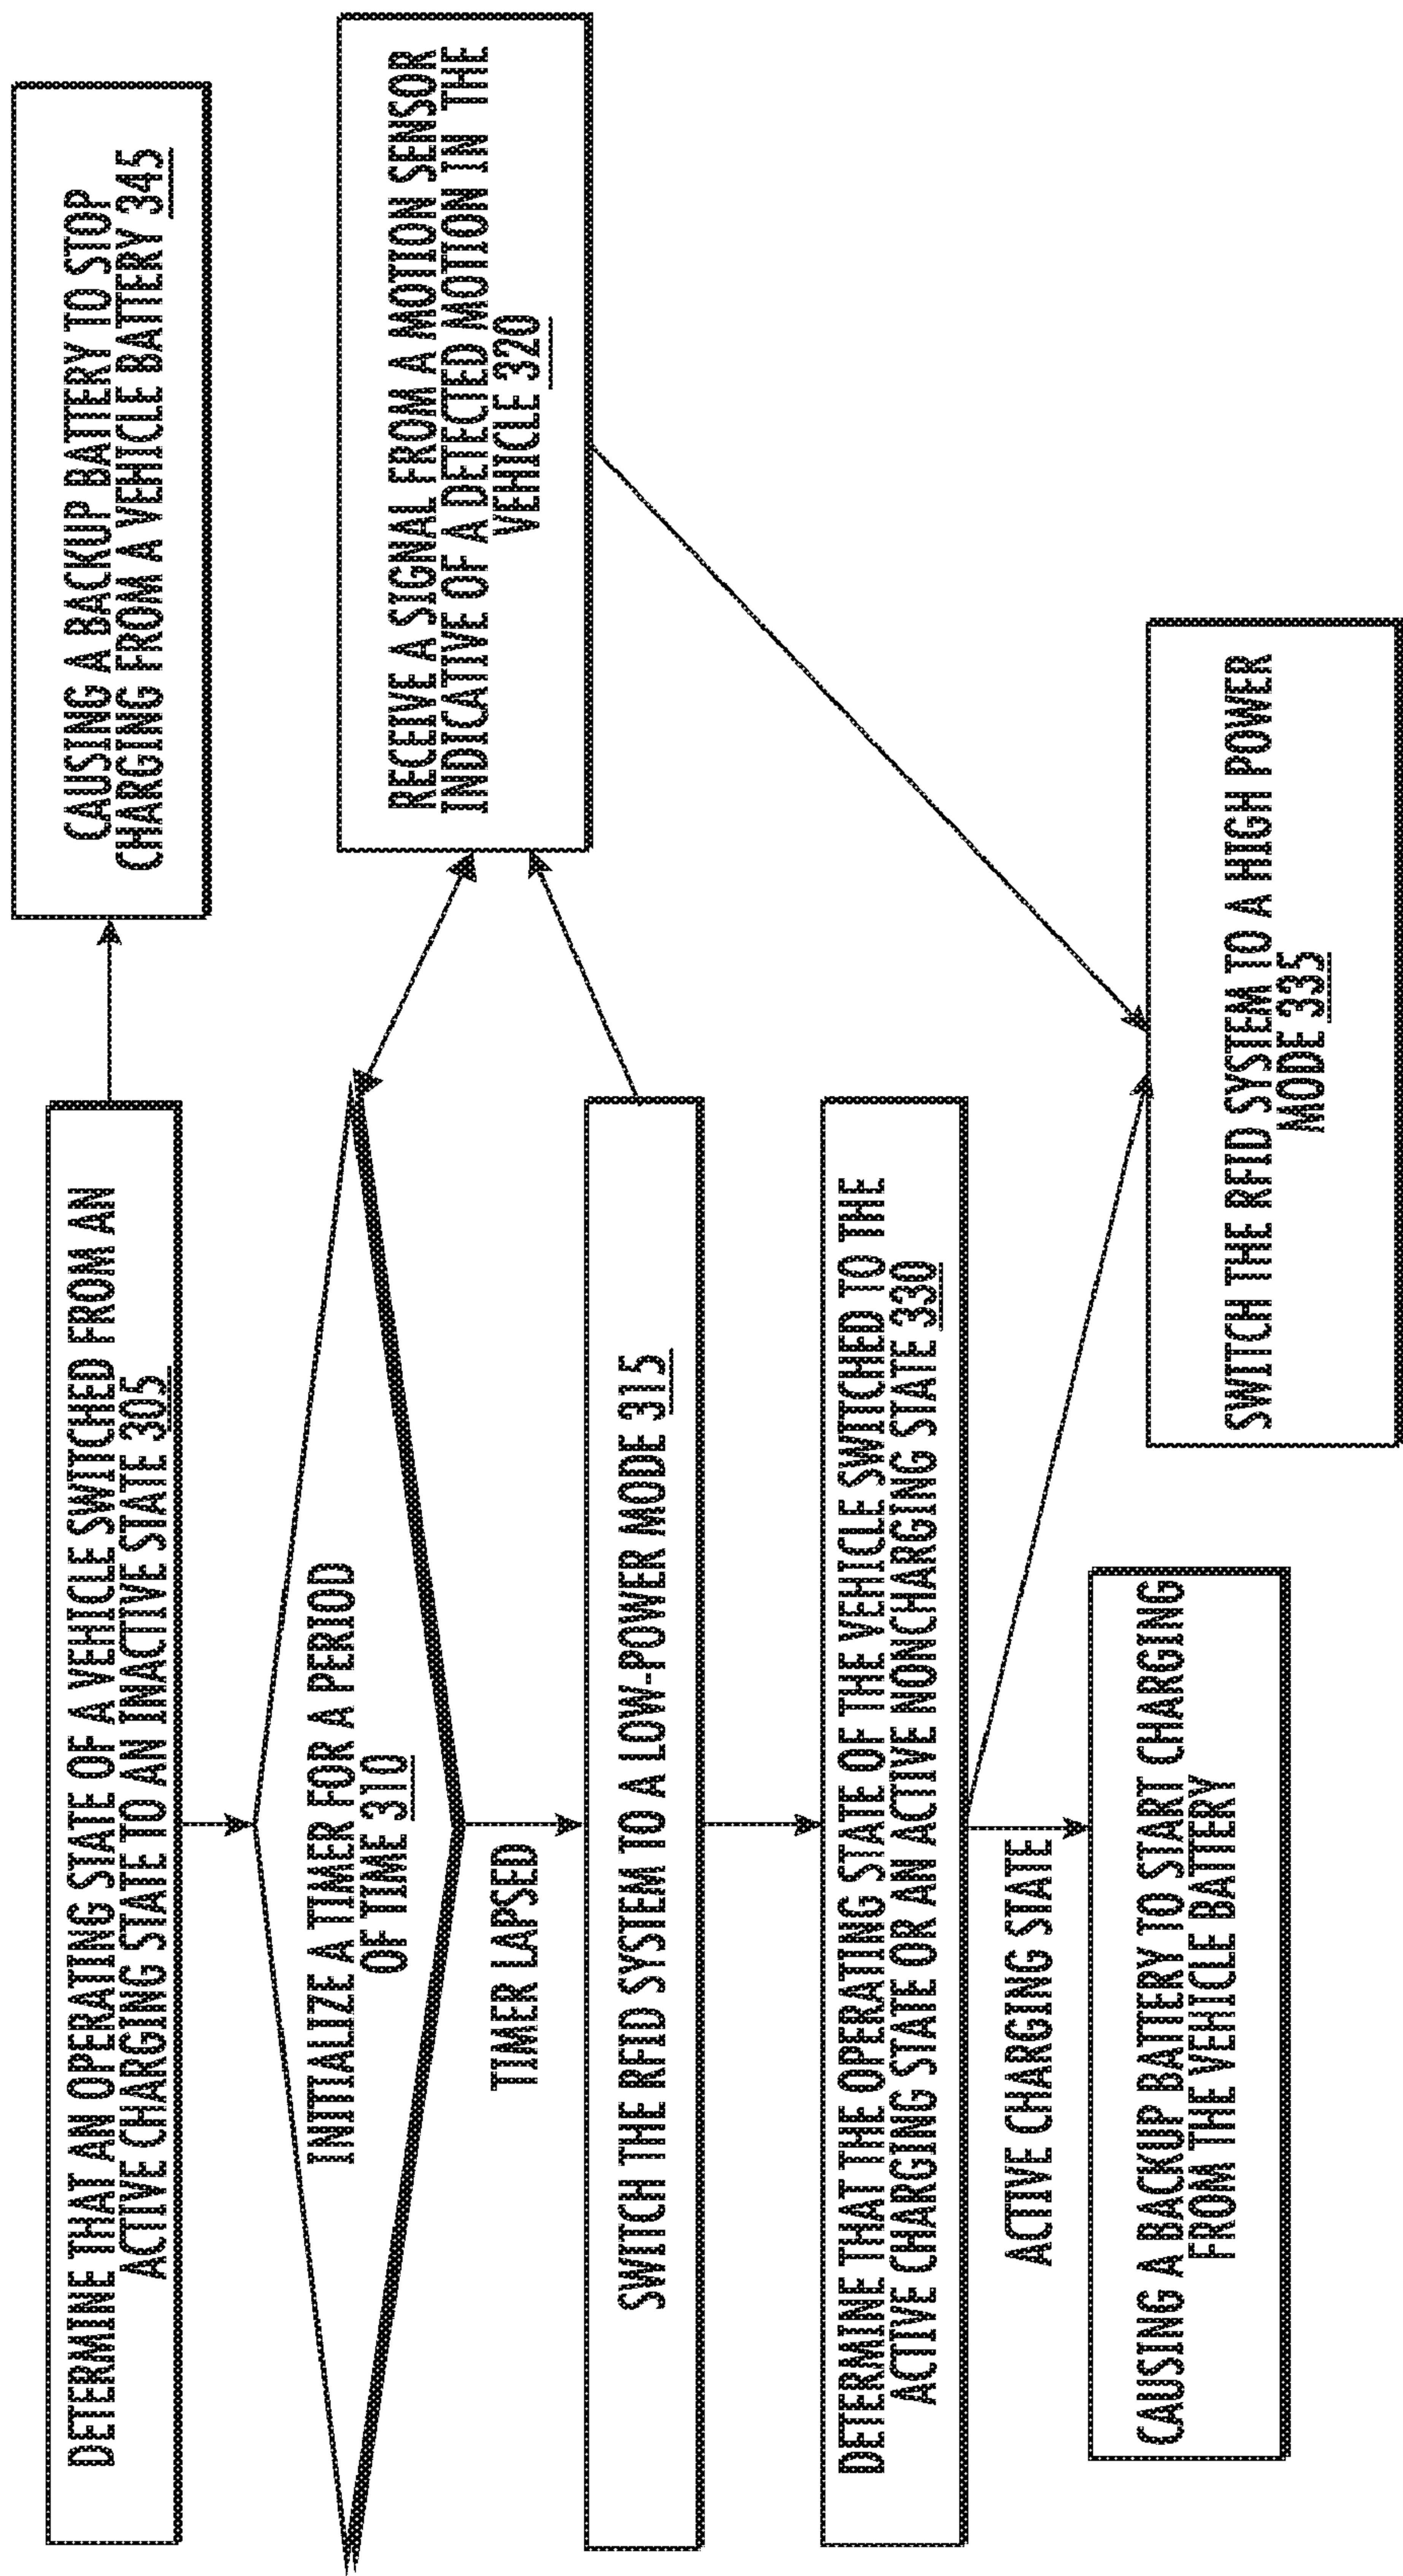 DETERMINE THAT AN OPERATING STATE OF A VEHICLE SWITCHED FROM AN
ACTIVE CHARGING STATE TO AN INACTIVE STATE 305
CAUSING A BACKUP BATTERY TO STOP
CHARGING FROM A VEHICLE BATTERY 345
INITIALIZE A TIMER FOR A PERIOD
OF TIME 310
RECEIVE A SIGNAL FROM A MOTION SENSOR
INDICATIVE OF A DETECTED MOTION IN THE
VEHICLE 320
TIMER LAPSED
SWITCH THE RFID SYSTEM TO A LOW-POWER MODE 315
DETERMINE THAT THE OPERATING STATE OF THE VEHICLE SWITCHED TO THE
ACTIVE CHARGING STATE OR AN ACTIVE NONCHARGING STATE 330
ACTIVE CHARGING STATE
CAUSING A BACKUP BATTERY TO START CHARGING
FROM THE VEHICLE BATTERY
SWITCH THE RFID SYSTEM TO A HIGH POWER
MODE 335